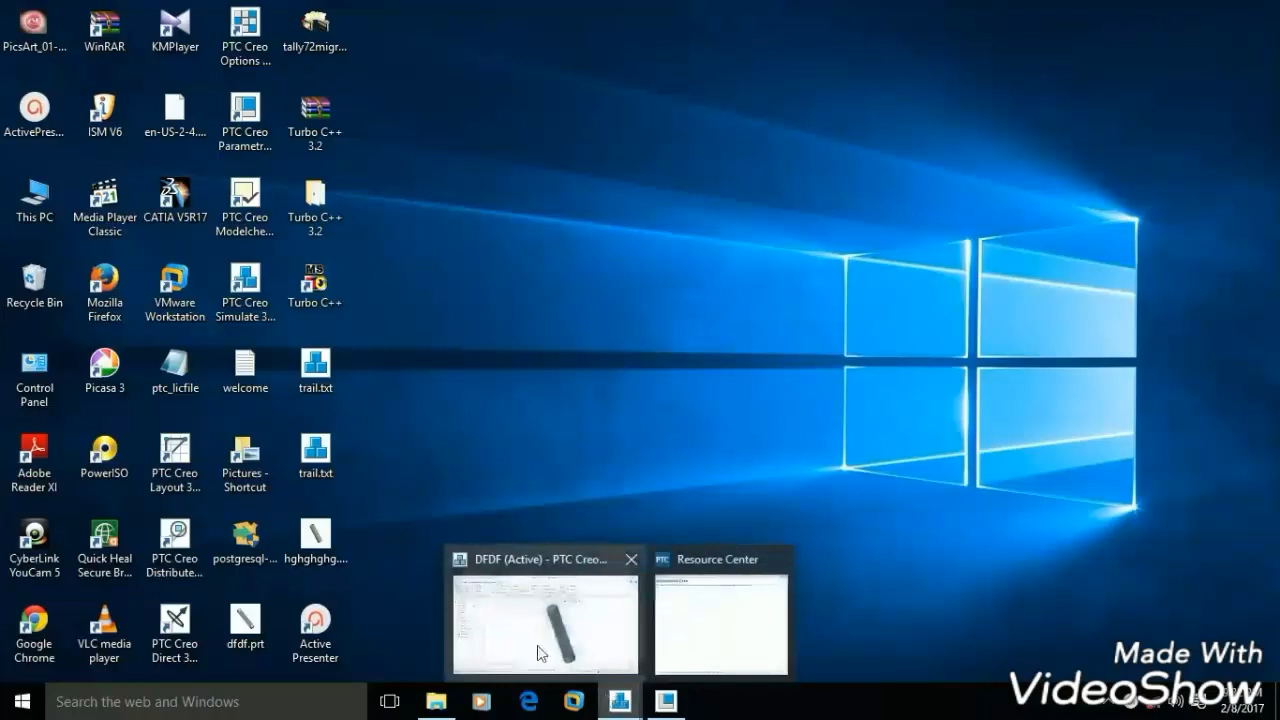 PicsArt_01-...
WinRAR
KMPlayer
PTC Creo
Options ...
tally72migr...
ActivePres...
ISM V6
en-US-2-4....
PTC Creo
Parametr...
Turbo C++
3.2
This PC
Media Player
Classic
CATIA V5R17
PTC Creo
Modelche...
Turbo C++
3.2
Recycle Bin
Mozilla
Firefox
VMware
Workstation
PTC Creo
Simulate 3...
Turbo C++
Control
Panel
Picasa 3
ptc_licfile
welcome
trail.txt
Adobe
Reader XI
PowerISO
PTC Creo
Layout 3...
Pictures -
Shortcut
trail.txt
CyberLink
YouCam 5
Quick Heal
Secure Br...
PTC Creo
Distribute...
postgresql-...
hghghghg....
Google
Chrome
VLC media
player
PTC Creo
Direct 3...
dfdf.prt
Active
Presenter
DFDF (Active) - PTC Creo...
PTC Resource Center
Made With
VideoShow
Search the web and Windows
2/8/2017